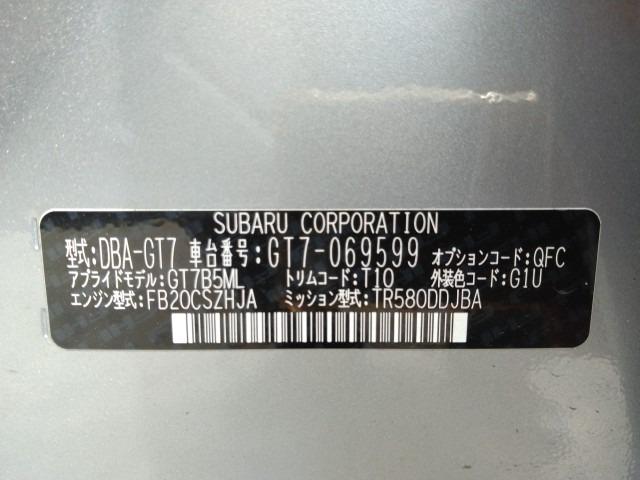 SUBARU CORPORATION
型式:DBA-GT7 車台番号:GT7-069599 オプションコード:QFC
アプライドモデル:GT7B5ML トリムコード:T10 外装色コード:G1U
エンジン型式:FB20CSZHJA ミッション型式:TR580DDJBA